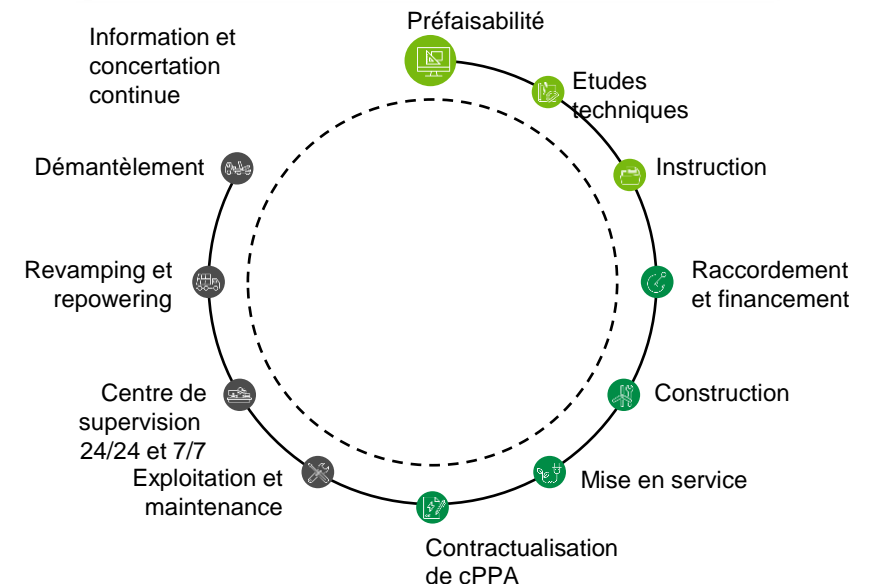 Préfaisabilité
Information et
concertation
continue
Etudes
techniques
Démantèlement
Instruction
Revamping et
repowering
Raccordement
et financement
Centre de
supervision
24/24 et 7/7
Construction
Exploitation et
maintenance
Mise en service
Contractualisation
de cPPA